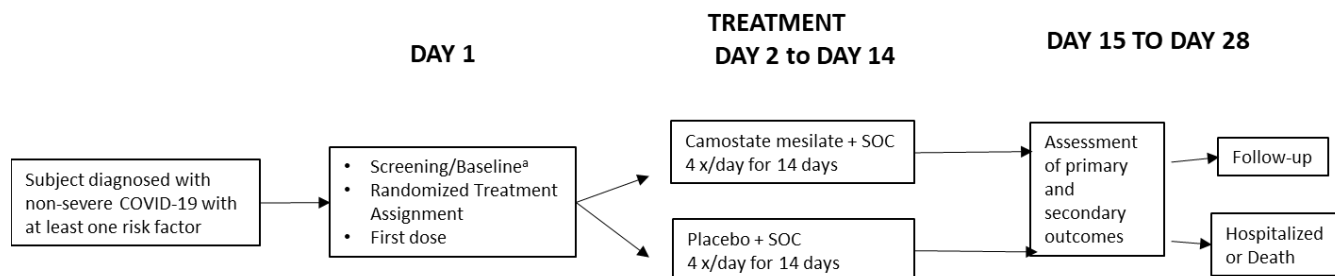 DAY 1
TREATMENT
DAY 2 to DAY 14
DAY 15 TO DAY 28
Subject diagnosed with
non-severe COVID-19 with
at least one risk factor
• Screening/Baselineᵃ
• Randomized Treatment
Assignment
• First dose
Camostate mesilate + SOC
4 x/day for 14 days
Placebo + SOC
4 x/day for 14 days
Assessment
of primary
and
secondary
outcomes
Follow-up
Hospitalized
or Death